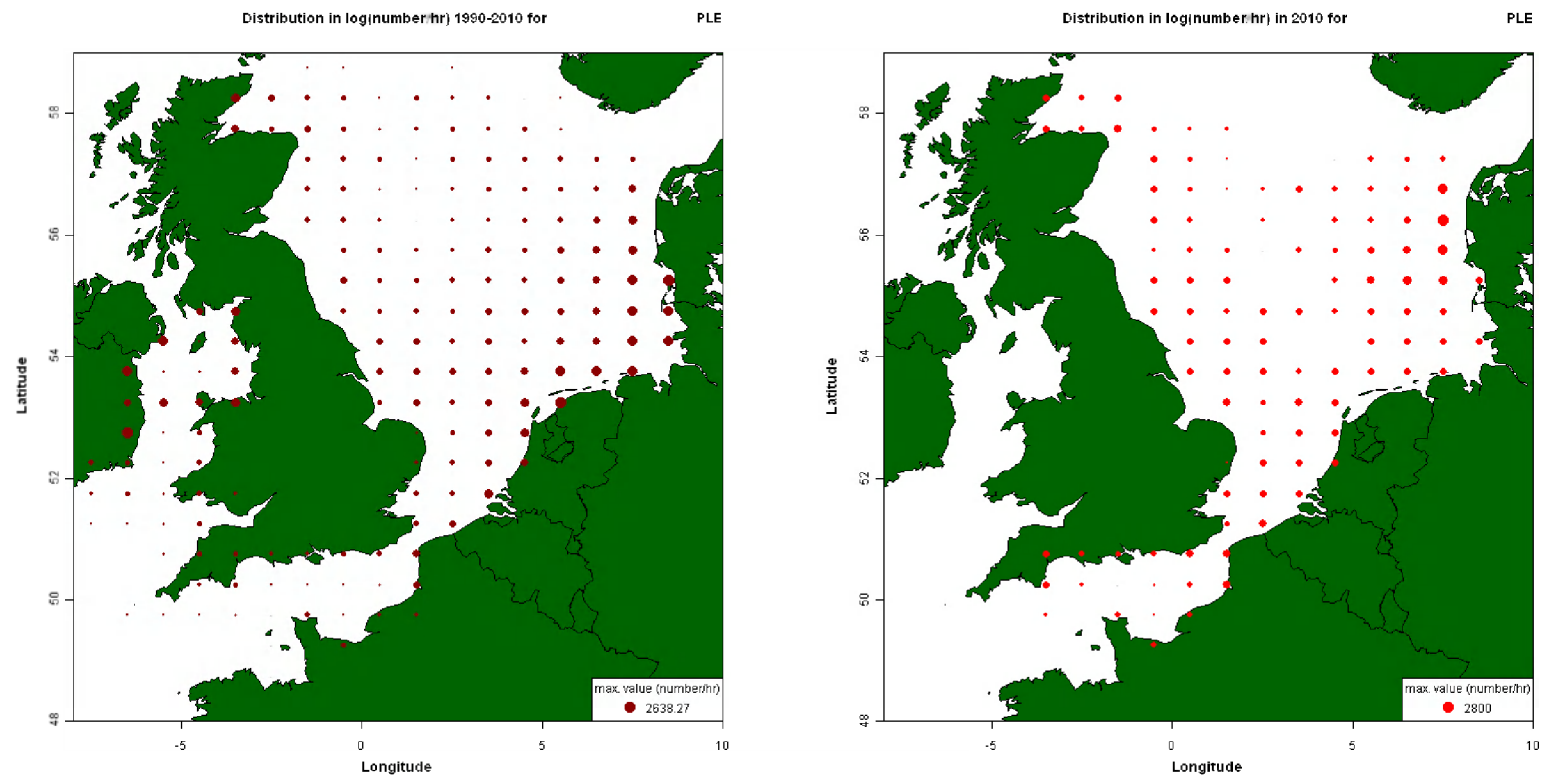 Distribution in log(number/hr) 1990-2010 for PLE
58
56
54
52
50
48
Latitude
-5 0 5 10
Longitude
max. value (number/hr)
2638.27
Distribution in log(number/hr) in 2010 for PLE
58
56
54
52
50
48
Latitude
-5 0 5 10
Longitude
max. value (number/hr)
2800